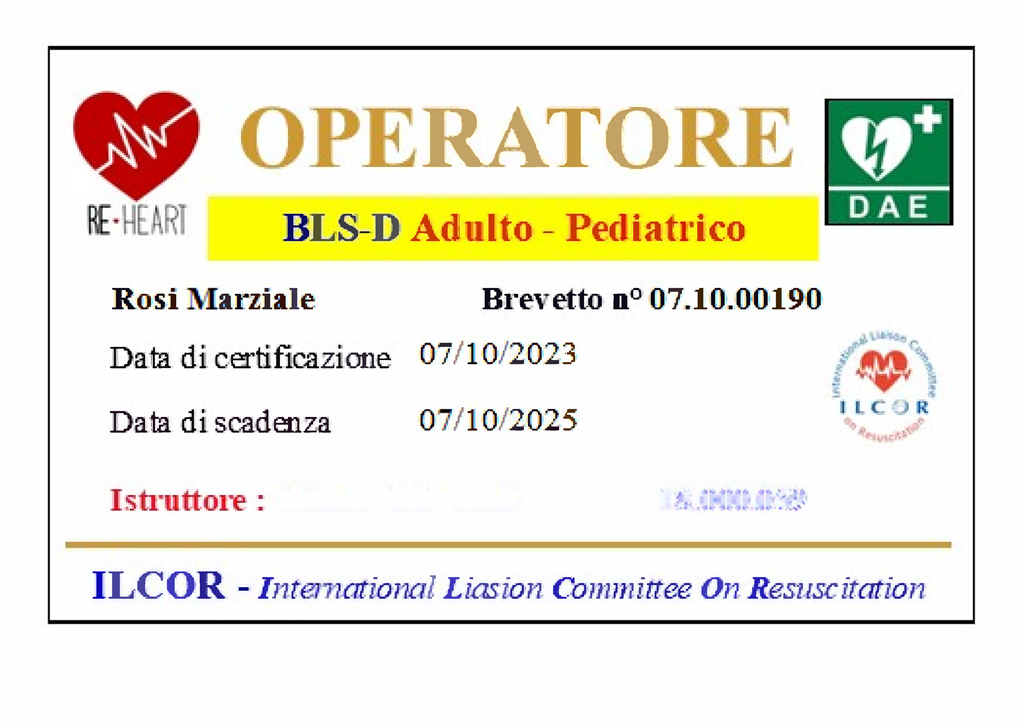 OPERATORE
RE-HEART
DAE
BLS-D Adulto - Pediatrico
Rosi Marziale
Brevetto n° 07.10.00190
Data di certificazione 07/10/2023
Data di scadenza 07/10/2025
International Liaison Committee
ILCOR
on Resuscitation
Istruttore :
ILCOR - International Liasion Committee On Resuscitation